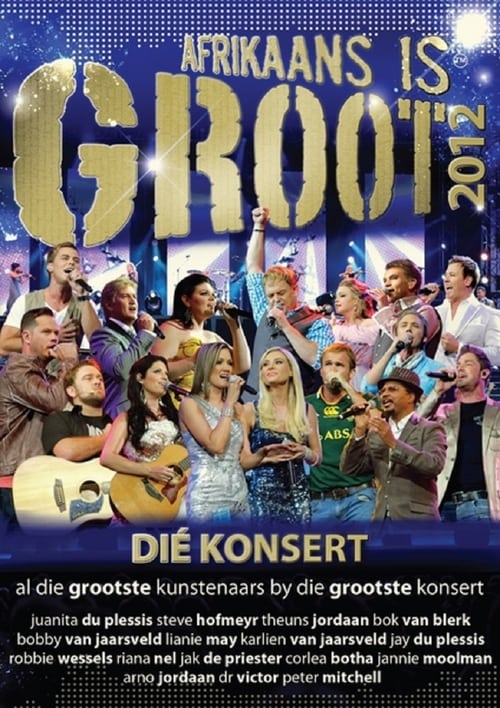 AFRIKAANS IS
GROOT
2012
CANTERBURY
ABS
DIÉ KONSERT
al die grootste kunstenaars by die grootste konsert
juanita du plessis steve hofmeyr theuns jordaan bok van blerk
bobby van jaarsveld lianie may karlien van jaarsveld jay du plessis
robbie wessels riana nel jak de priester corlea botha jannie moolman
arno jordaan dr victor peter mitchell